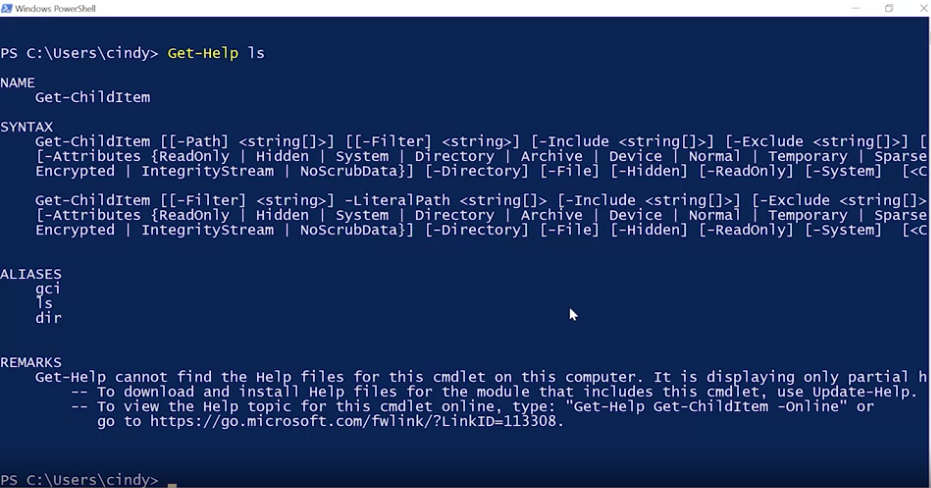 Windows PowerShell
PS C:\Users\cindy> Get-Help ls
NAME
Get-ChildItem
SYNTAX
Get-ChildItem [[-Path] <string[]>] [[-Filter] <string>] [-Include <string[]>] [-Exclude <string[]>] [
[-Attributes {ReadOnly | Hidden | System | Directory | Archive | Device | Normal | Temporary | Sparse
Encrypted | IntegrityStream | NoScrubData}] [-Directory] [-File] [-Hidden] [-ReadOnly] [-System] [<C
Get-ChildItem [[-Filter] <string>] -LiteralPath <string[]> [-Include <string[]>] [-Exclude <string[]>
[-Attributes {ReadOnly | Hidden | System | Directory | Archive | Device | Normal | Temporary | Sparse
Encrypted | IntegrityStream | NoScrubData}] [-Directory] [-File] [-Hidden] [-ReadOnly] [-System] [<C
ALIASES
gci
ls
dir
REMARKS
Get-Help cannot find the Help files for this cmdlet on this computer. It is displaying only partial h
-- To download and install Help files for the module that includes this cmdlet, use Update-Help.
-- To view the Help topic for this cmdlet online, type: "Get-Help Get-ChildItem -Online" or
go to https://go.microsoft.com/fwlink/?LinkID=113308.
PS C:\Users\cindy> _